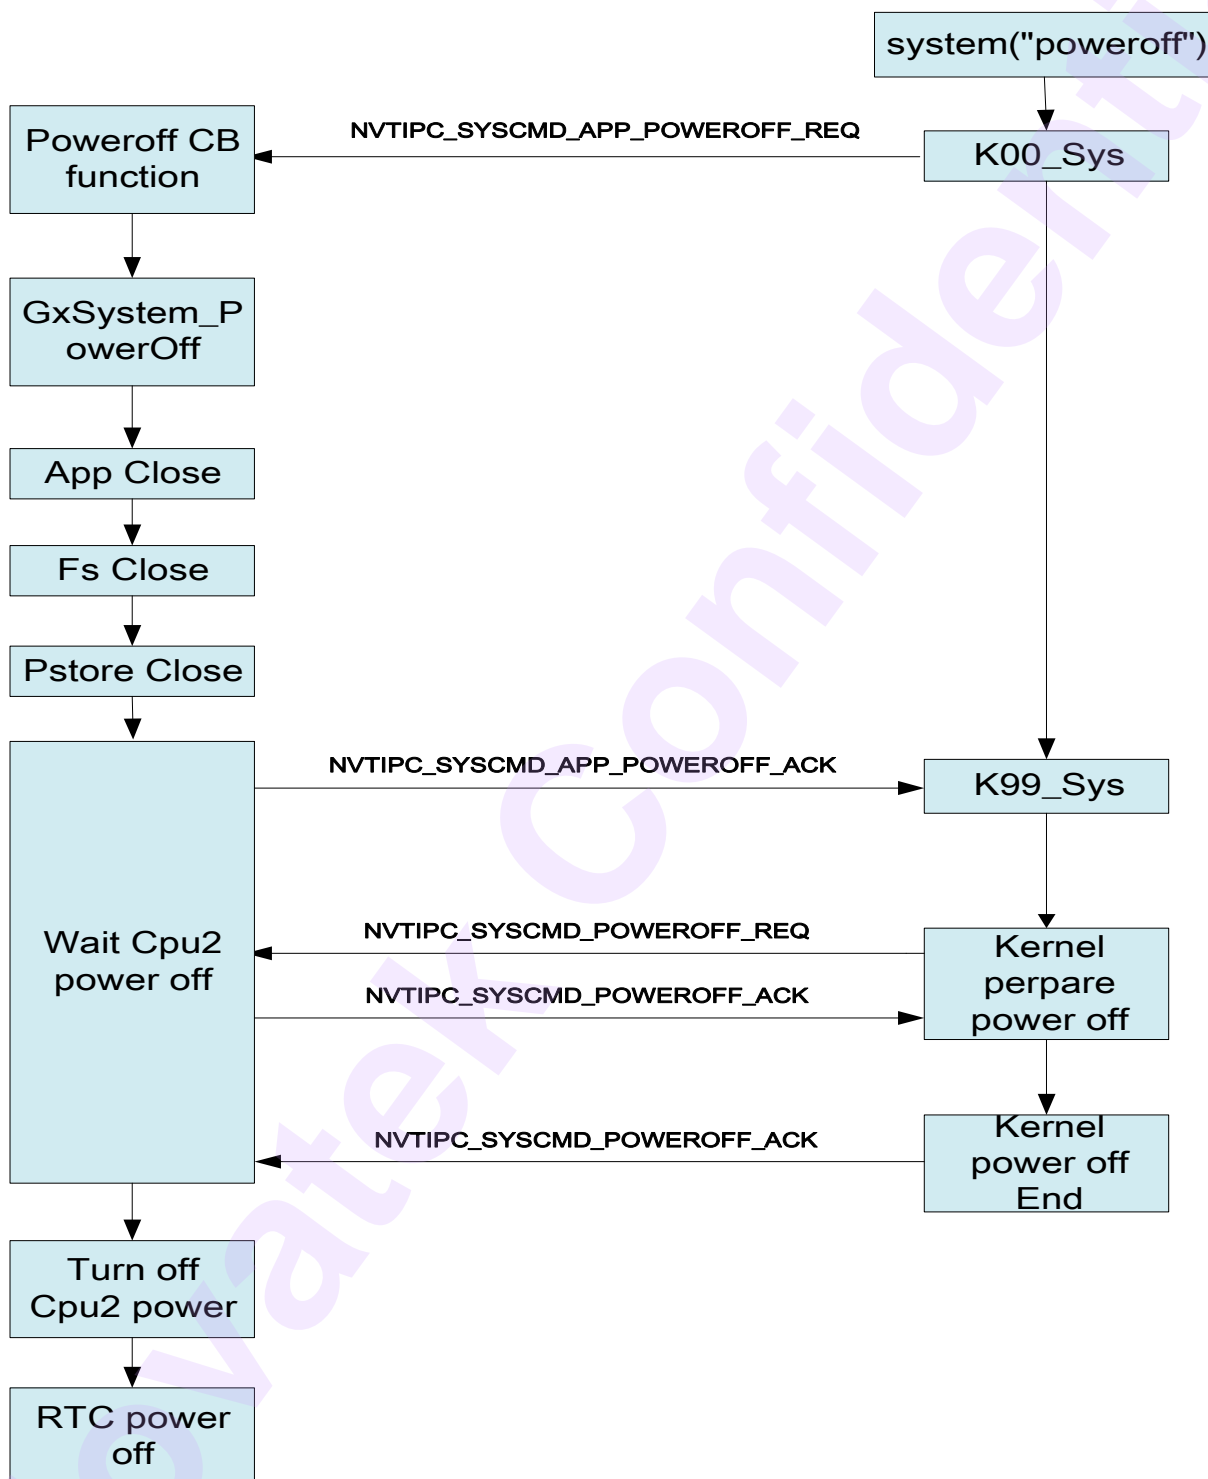 system("poweroff")
NVTIPC_SYSCMD_APP_POWEROFF_REQ
Poweroff CB
function
K00_Sys
GxSystem_P
owerOff
App Close
Fs Close
Pstore Close
NVTIPC_SYSCMD_APP_POWEROFF_ACK
K99_Sys
Wait Cpu2
power off
NVTIPC_SYSCMD_POWEROFF_REQ
NVTIPC_SYSCMD_POWEROFF_ACK
Kernel
perpare
power off
NVTIPC_SYSCMD_POWEROFF_ACK
Kernel
power off
End
Turn off
Cpu2 power
RTC power
off
ovatek Confidenti